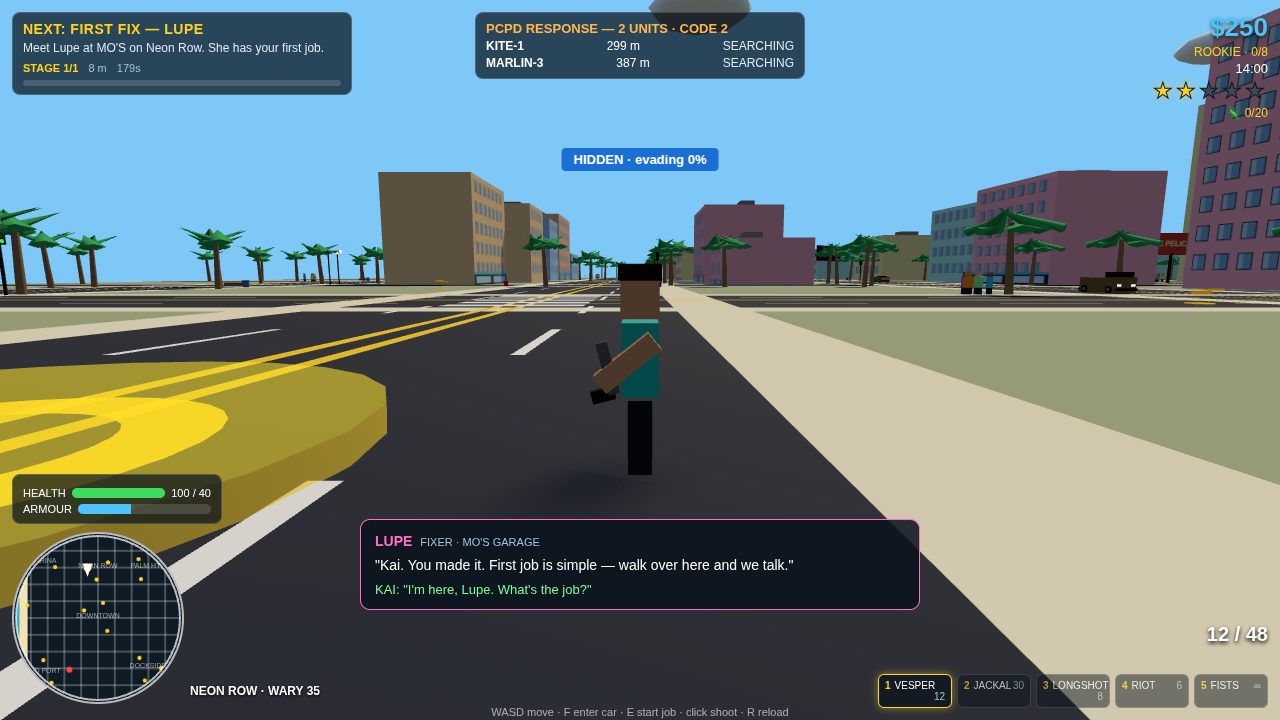 NEXT: FIRST FIX — LUPE
Meet Lupe at MO'S on Neon Row. She has your first job.
STAGE 1/1 8 m 179s
PCPD RESPONSE — 2 UNITS · CODE 2
KITE-1 299 m SEARCHING
MARLIN-3 387 m SEARCHING
$250
ROOKIE · 0/8
14:00
0/20
HIDDEN · evading 0%
HEALTH 100 / 40
ARMOUR
NEON ROW
PALM
DOWNTOWN
PORT
DOCKSIDE
LUPE FIXER · MO'S GARAGE
"Kai. You made it. First job is simple — walk over here and we talk."
KAI: "I'm here, Lupe. What's the job?"
12 / 48
NEON ROW · WARY 35
1 VESPER 12
2 JACKAL 30
3 LONGSHOT 8
4 RIOT 6
5 FISTS ∞
WASD move · F enter car · E start job · click shoot · R reload